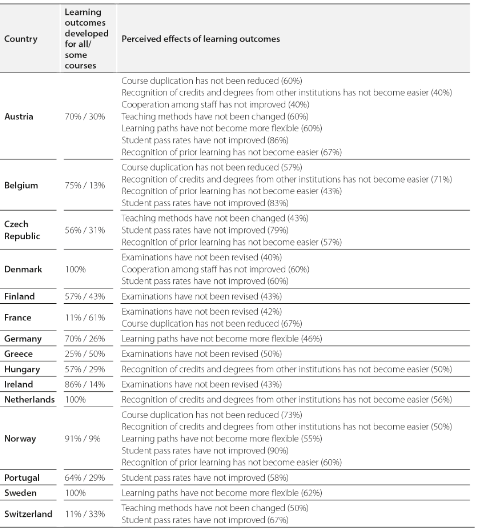 Country
Learning
outcomes
developed
for all/
some
courses
Perceived effects of learning outcomes
Austria
70% / 30%
Course duplication has not been reduced (60%)
Recognition of credits and degrees from other institutions has not become easier (40%)
Cooperation among staff has not improved (40%)
Teaching methods have not been changed (60%)
Learning paths have not become more flexible (60%)
Student pass rates have not improved (86%)
Recognition of prior learning has not become easier (67%)
Belgium
75% / 13%
Course duplication has not been reduced (57%)
Recognition of credits and degrees from other institutions has not become easier (71%)
Recognition of prior learning has not become easier (43%)
Student pass rates have not improved (83%)
Czech
Republic
56% / 31%
Teaching methods have not been changed (43%)
Student pass rates have not improved (79%)
Recognition of prior learning has not become easier (57%)
Denmark
100%
Examinations have not been revised (40%)
Cooperation among staff has not improved (60%)
Student pass rates have not improved (60%)
Finland 57% / 43% Examinations have not been revised (43%)
France
11% / 61%
Examinations have not been revised (42%)
Course duplication has not been reduced (67%)
Germany 70% / 26% Learning paths have not become more flexible (46%)
Greece 25% / 50% Examinations have not been revised (50%)
Hungary 57% / 29% Recognition of credits and degrees from other institutions has not become easier (50%)
Ireland 86% / 14% Examinations have not been revised (43%)
Netherlands 100% Recognition of credits and degrees from other institutions has not become easier (56%)
Norway
91% / 9%
Course duplication has not been reduced (73%)
Recognition of credits and degrees from other institutions has not become easier (50%)
Learning paths have not become more flexible (55%)
Student pass rates have not improved (90%)
Recognition of prior learning has not become easier (60%)
Portugal 64% / 29% Student pass rates have not improved (58%)
Sweden 100% Learning paths have not become more flexible (62%)
Switzerland
11% / 33%
Teaching methods have not been changed (50%)
Student pass rates have not improved (67%)